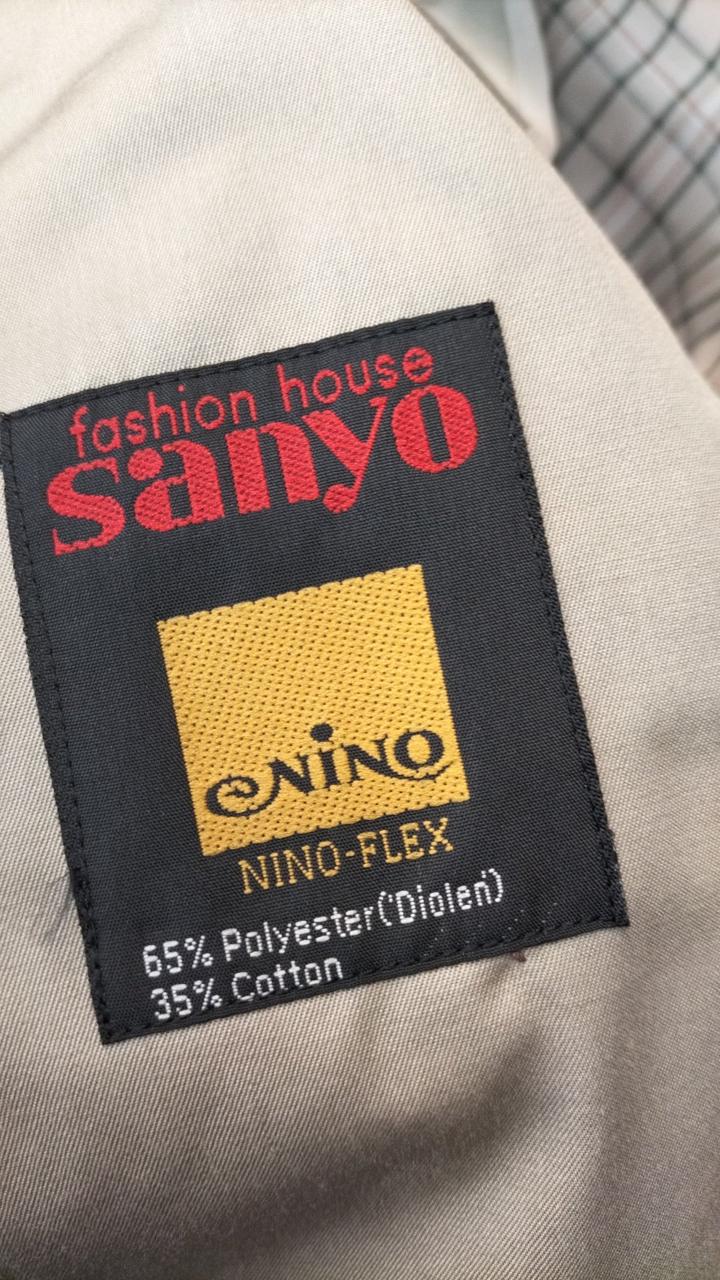 fashion house
sanyo
NINO
NINO-FLEX
65% Polyester('Diolen')
35% Cotton